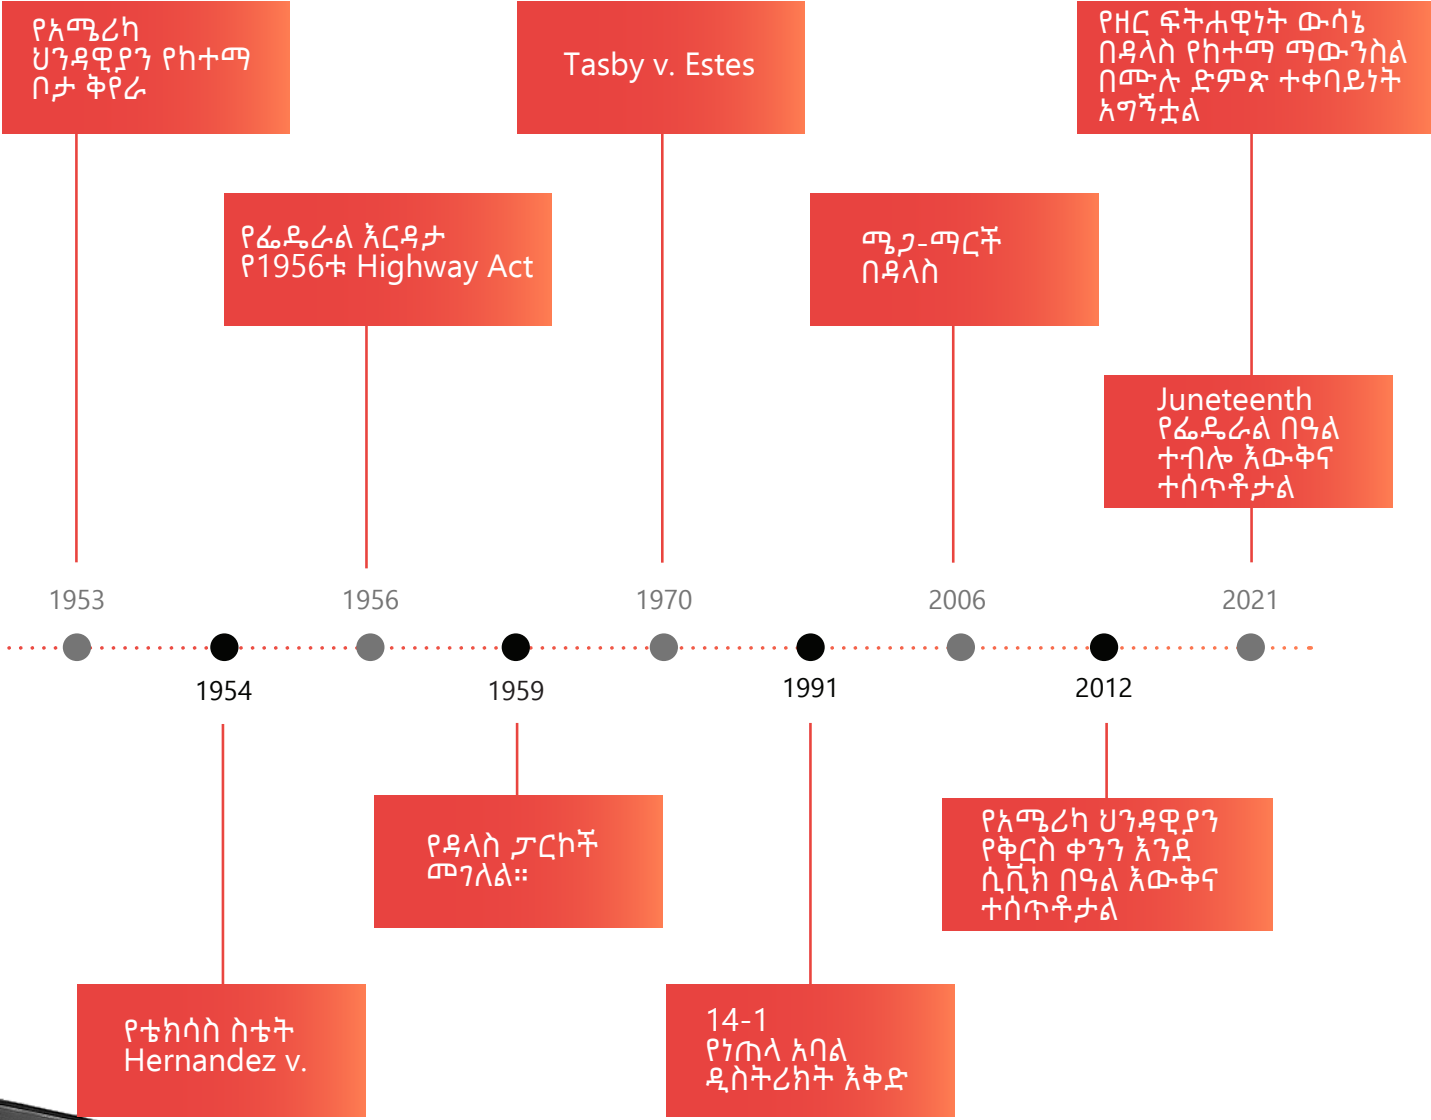 የአሜሪካ
ህንዳዊያን የከተማ
ቦታ ቅየራ
Tasby v. Estes
የዘር ፍትሐዊነት ውሳኔ
በዳላስ የከተማ ማውንስል
በሙሉ ድምጽ ተቀባይነት
አግኝቷል
የፌዴራል እርዳታ
የ1956ቱ Highway Act
ሜጋ-ማርች
በዳላስ
Juneteenth
የፌዴራል በዓል
ተብሎ እውቅና
ተሰጥቶታል
1953
1956
1970
2006
2021
1954
1959
1991
2012
የዳላስ ፓርኮች
መገለል።
የአሜሪካ ህንዳዊያን
የቅርስ ቀንን እንደ
ሲቪክ በዓል እውቅና
ተሰጥቶታል
የቴክሳስ ስቴት
Hernandez v.
14-1
የነጠላ አባል
ዲስትሪክት እቅድ